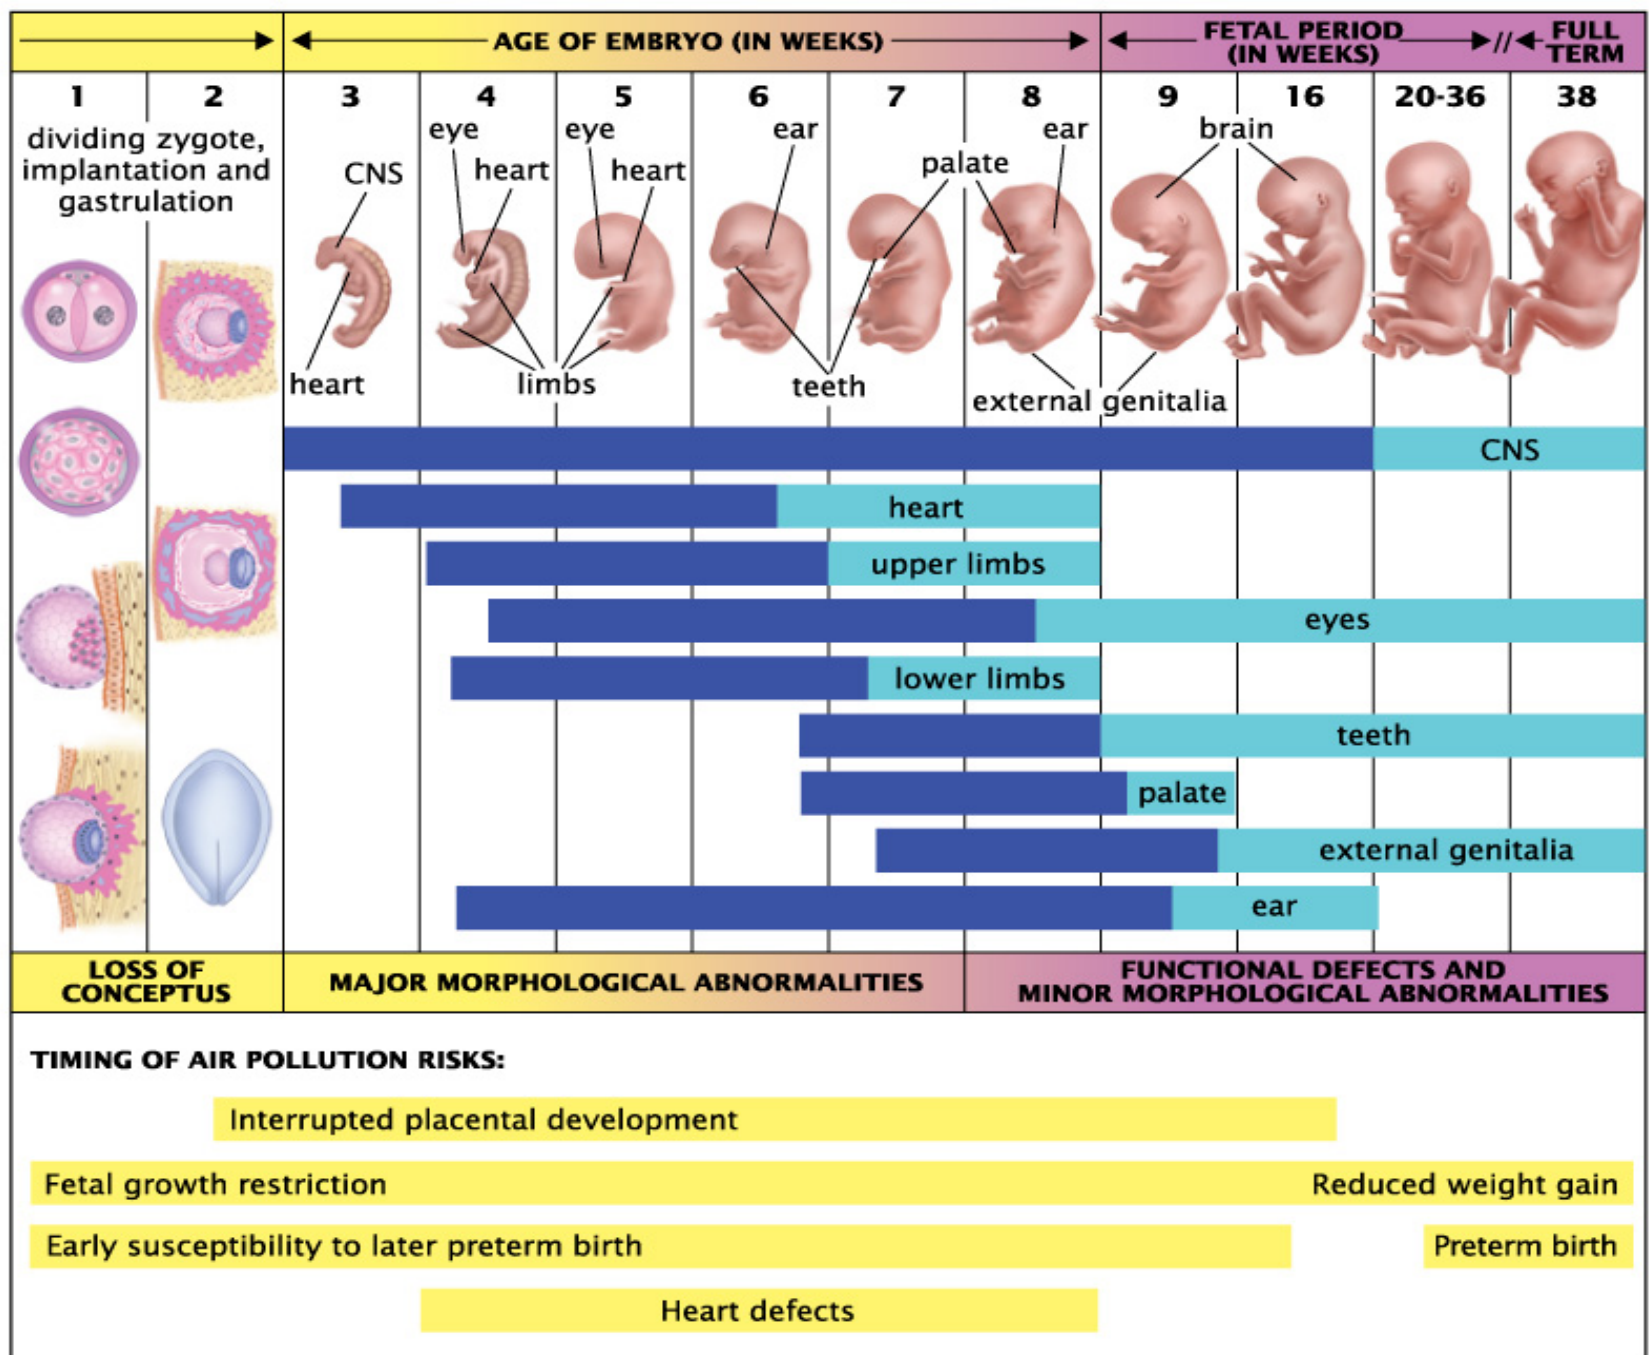 AGE OF EMBRYO (IN WEEKS)
FETAL PERIOD
(IN WEEKS)
//
FULL
TERM
1
2
3
4
5
6
7
8
9
16
20-36
38
dividing zygote,
implantation and
gastrulation
CNS
heart
eye
heart
limbs
eye
heart
ear
teeth
palate
ear
external genitalia
brain
CNS
heart
upper limbs
eyes
lower limbs
teeth
palate
external genitalia
ear
LOSS OF
CONCEPTUS
MAJOR MORPHOLOGICAL ABNORMALITIES
FUNCTIONAL DEFECTS AND
MINOR MORPHOLOGICAL ABNORMALITIES
TIMING OF AIR POLLUTION RISKS:
Interrupted placental development
Fetal growth restriction
Reduced weight gain
Early susceptibility to later preterm birth
Preterm birth
Heart defects